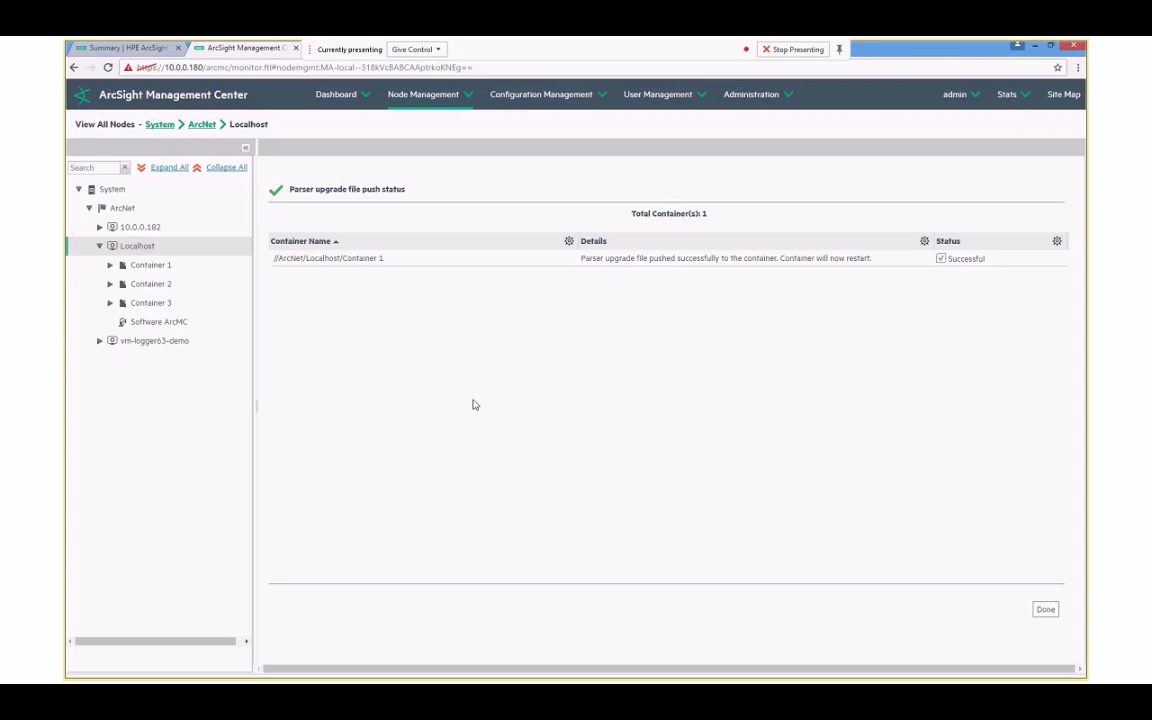 Summary | HPE ArcSight
ArcSight Management C
Currently presenting
Give Control
Stop Presenting
https://10.0.0.180/arcmc/monitor.ftl#nodemgmt:MA-local--318kVcBABCAAptrkoKNEg==
ArcSight Management Center
Dashboard
Node Management
Configuration Management
User Management
Administration
admin
Stats
Site Map
View All Nodes - System > ArcNet > Localhost
Search
Expand All
Collapse All
System
ArcNet
10.0.0.182
Localhost
Container 1
Container 2
Container 3
Software ArcMC
vm-logger63-demo
Parser upgrade file push status
Total Container(s): 1
Container Name
Details
Status
//ArcNet/Localhost/Container 1
Parser upgrade file pushed successfully to the container. Container will now restart.
Successful
Done